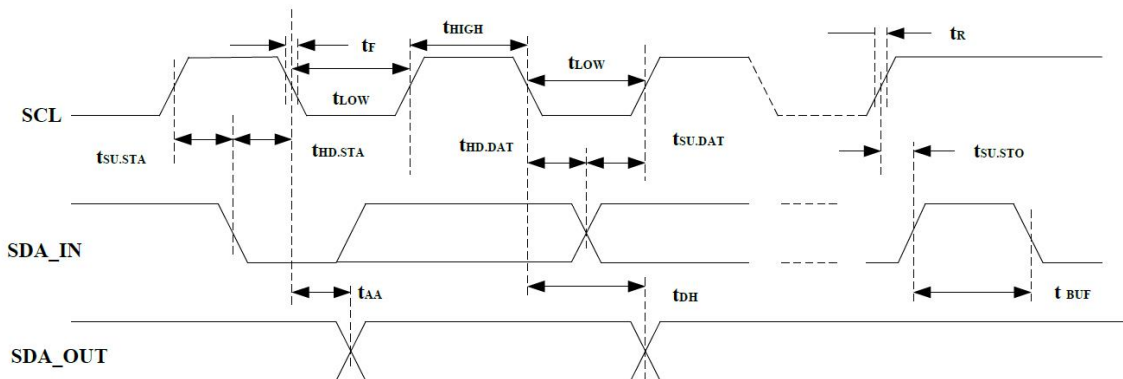 tF
tHIGH
tLOW
tR
SCL
tLOW
tSU.STA
tHD.STA
tHD.DAT
tSU.DAT
tSU.STO
SDA_IN
tAA
tDH
t BUF
SDA_OUT